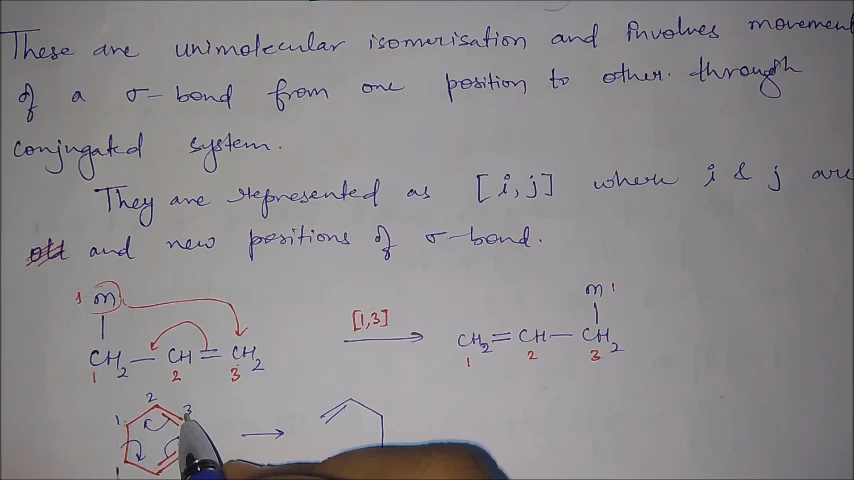 These are unimolecular isomerisation and involves movement
of a σ-bond from one position to other. through
conjugated system.
They are represented as [i,j] where i & j are
and new positions of σ-bond.
1 m m 1
[1,3]
CH2 — CH = CH2 → CH2 = CH — CH2
1 2 3 1 2 3
2 3
1
1